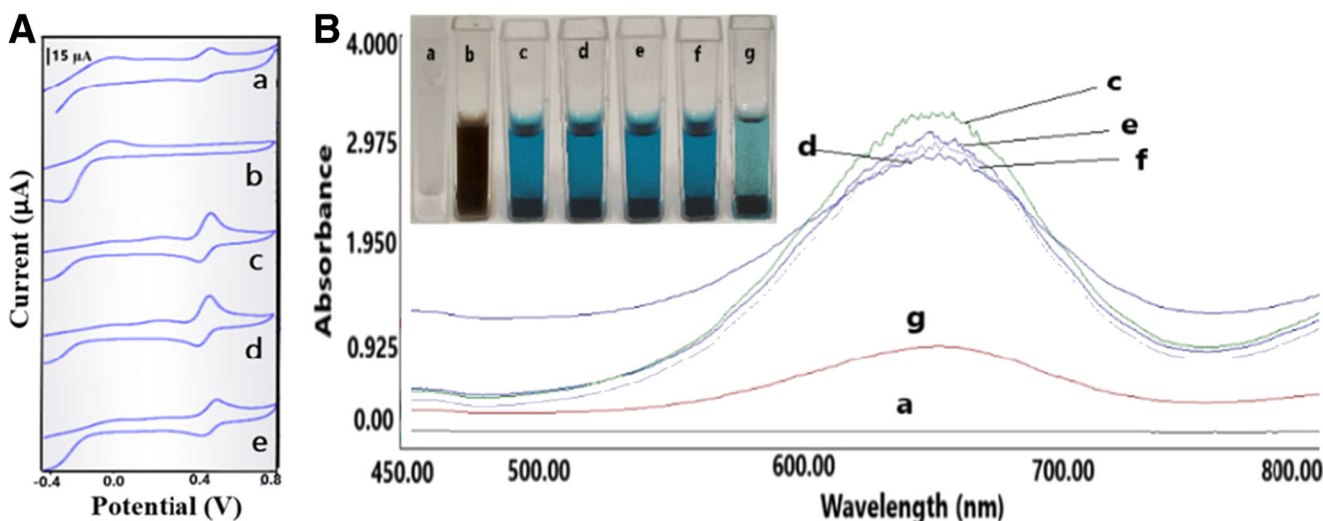 A
15 µA
a
b
c
d
e
Current (µA)
-0.4 0.0 0.4 0.8
Potential (V)
B
4.000
2.975
1.950
0.925
0.00
Absorbance
a b c d e f g
c
e
d
f
g
a
450.00 500.00 600.00 700.00 800.00
Wavelength (nm)